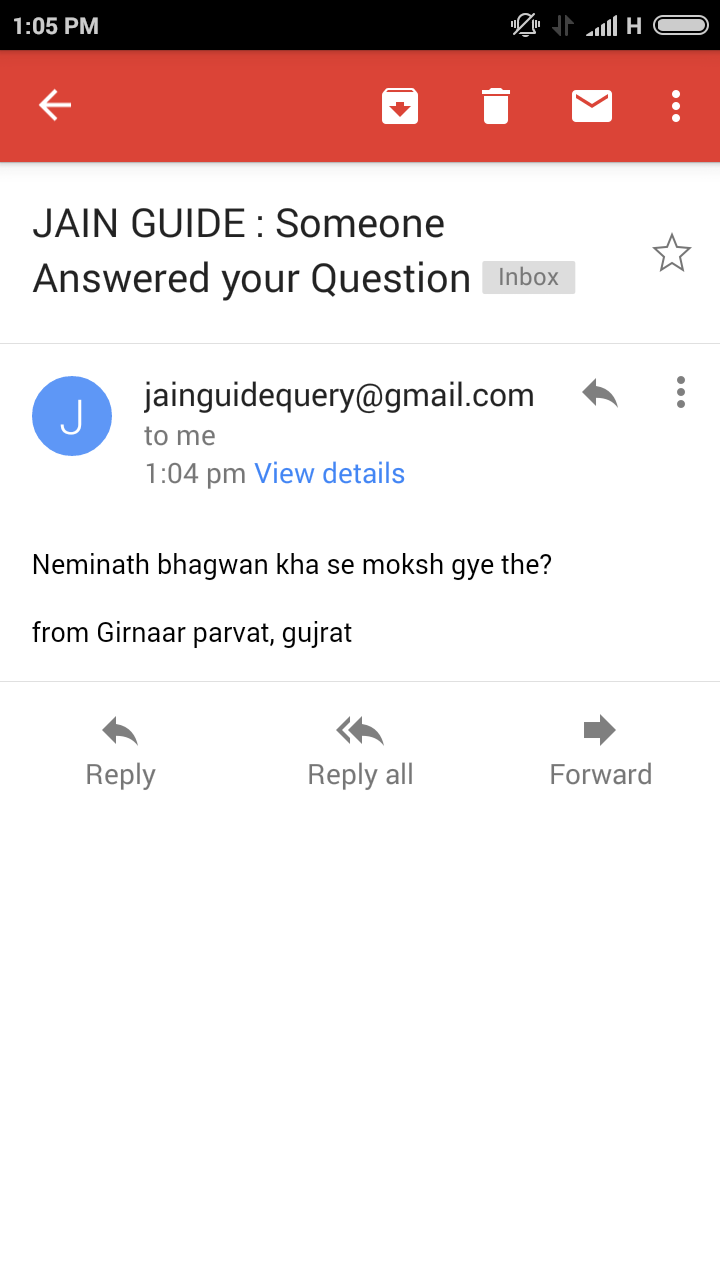 1:05 PM H
JAIN GUIDE : Someone
Answered your Question Inbox
J
jainguidequery@gmail.com
to me
1:04 pm View details
Neminath bhagwan kha se moksh gye the?
from Girnaar parvat, gujrat
Reply Reply all Forward